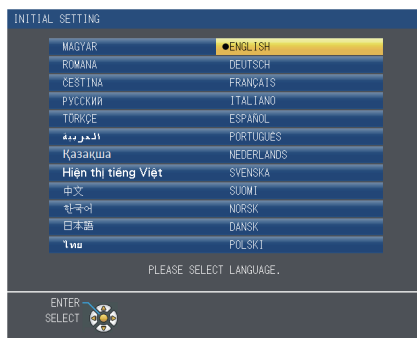 INITIAL SETTING
MAGYAR ●ENGLISH
ROMANA DEUTSCH
ČEŠTINA FRANÇAIS
РУССКИЙ ITALIANO
TÜRKÇE ESPAÑOL
العربية PORTUGUÊS
Қазақша NEDERLANDS
Hiện thị tiếng Việt SVENSKA
中文 SUOMI
한국어 NORSK
日本語 DANSK
ไทย POLSKI
PLEASE SELECT LANGUAGE.
ENTER
SELECT